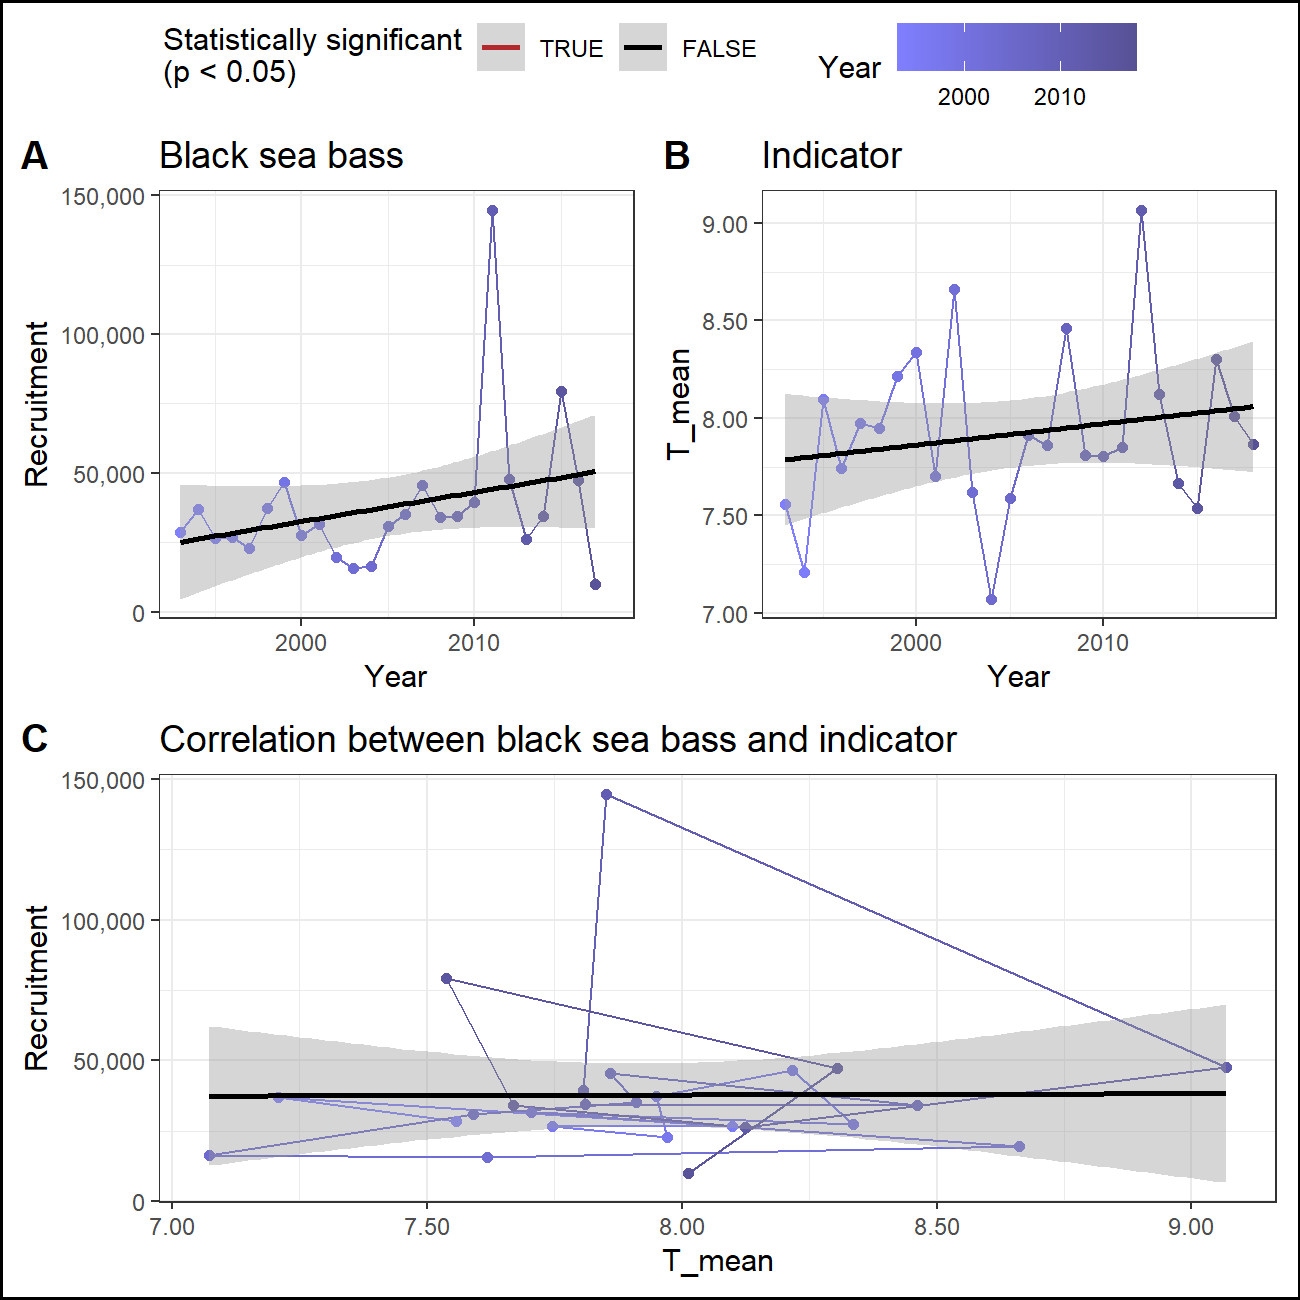 Statistically significant
(p < 0.05)
TRUE
FALSE
Year
2000
2010
A
Black sea bass
150,000
100,000
50,000
0
Recruitment
2000
2010
Year
B
Indicator
9.00
8.50
8.00
7.50
7.00
T_mean
2000
2010
Year
C
Correlation between black sea bass and indicator
150,000
100,000
50,000
0
Recruitment
7.00
7.50
8.00
8.50
9.00
T_mean